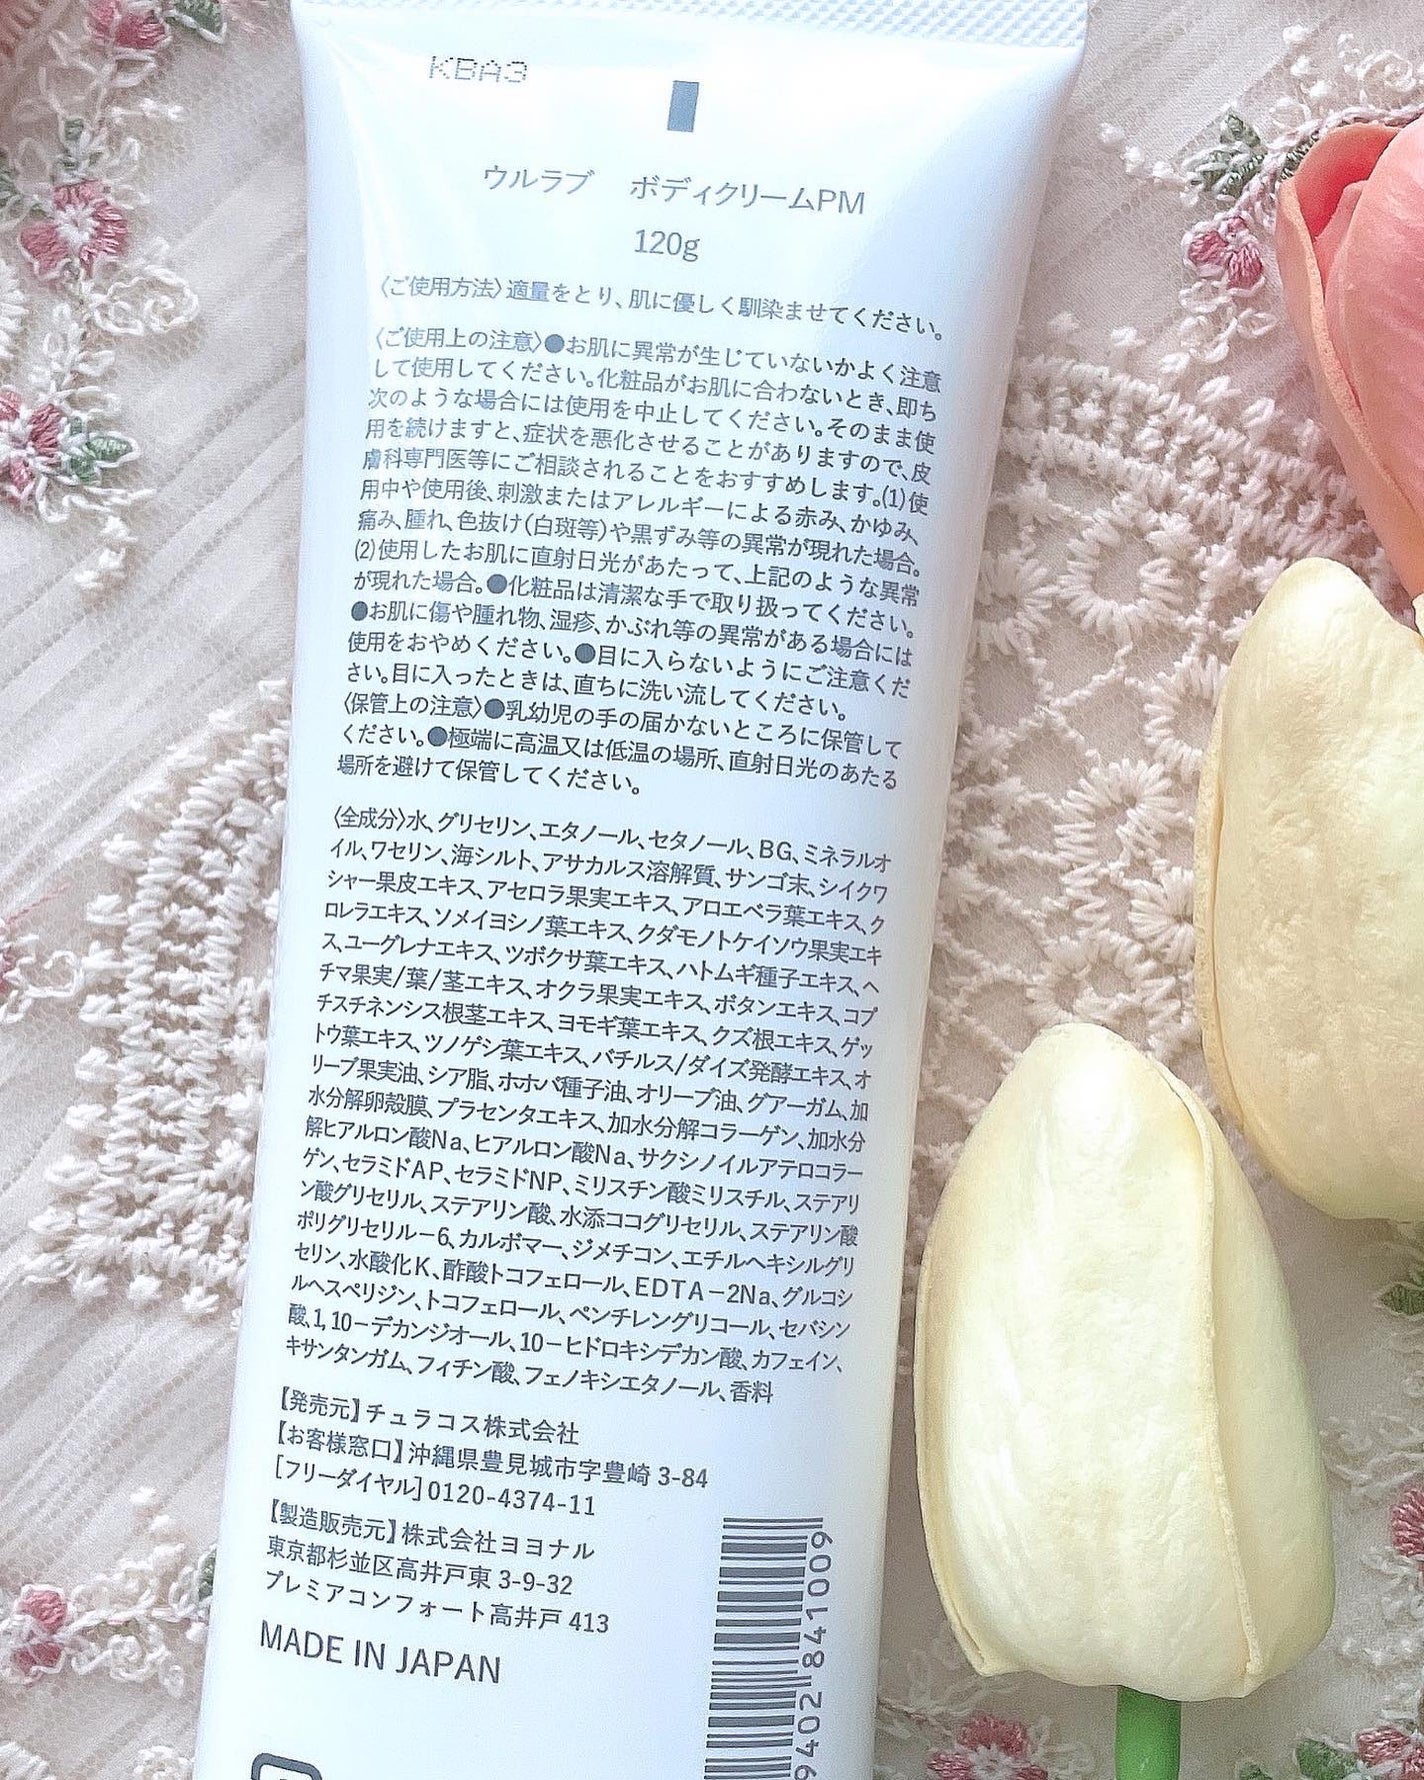 KBA3
ウルラブ ボディクリームPM
120g
〈ご使用方法〉適量をとり、肌に優しく馴染ませてください。
〈ご使用上の注意〉●お肌に異常が生じていないかよく注意
して使用してください。化粧品がお肌に合わないとき、即ち
次のような場合には使用を中止してください。そのまま使
用を続けますと、症状を悪化させることがありますので、皮
膚科専門医等にご相談されることをおすすめします。(1)使
用中や使用後、刺激またはアレルギーによる赤み、かゆみ、
痛み、腫れ、色抜け(白斑等)や黒ずみ等の異常が現れた場合。
(2)使用したお肌に直射日光があたって、上記のような異常
が現れた場合。●化粧品は清潔な手で取り扱ってください。
●お肌に傷や腫れ物、湿疹、かぶれ等の異常がある場合には
使用をおやめください。●目に入らないようにご注意くだ
さい。目に入ったときは、直ちに洗い流してください。
〈保管上の注意〉●乳幼児の手の届かないところに保管して
ください。●極端に高温又は低温の場所、直射日光のあたる
場所を避けて保管してください。
〈全成分〉水、グリセリン、エタノール、セタノール、BG、ミネラルオ
イル、ワセリン、海シルト、アサカルス溶解質、サンゴ末、シイクワ
シャー果皮エキス、アセロラ果実エキス、アロエベラ葉エキス、ク
ロレラエキス、ソメイヨシノ葉エキス、クダモノトケイソウ果実エキ
ス、ユーグレナエキス、ツボクサ葉エキス、ハトムギ種子エキス、ヘ
チマ果実/葉/茎エキス、オクラ果実エキス、ボタンエキス、コプ
チスチネンシス根茎エキス、ヨモギ葉エキス、クズ根エキス、ゲッ
トウ葉エキス、ツノゲシ葉エキス、バチルス/ダイズ発酵エキス、オ
リーブ果実油、シア脂、ホホバ種子油、オリーブ油、グアーガム、加
水分解卵殻膜、プラセンタエキス、加水分解コラーゲン、加水分
解ヒアルロン酸Na、ヒアルロン酸Na、サクシノイルアテロコラー
ゲン、セラミドAP、セラミドNP、ミリスチン酸ミリスチル、ステアリ
ン酸グリセリル、ステアリン酸、水添ココグリセリル、ステアリン酸
ポリグリセリル-6、カルボマー、ジメチコン、エチルヘキシルグリ
セリン、水酸化K、酢酸トコフェロール、EDTA-2Na、グルコシ
ルヘスペリジン、トコフェロール、ペンチレングリコール、セバシン
酸、1,10-デカンジオール、10-ヒドロキシデカン酸、カフェイン、
キサンタンガム、フィチン酸、フェノキシエタノール、香料
【発売元】チュラコス株式会社
【お客様窓口】沖縄県豊見城市字豊崎 3-84
[フリーダイヤル] 0120-4374-11
【製造販売元】株式会社ヨヨナル
東京都杉並区高井戸東 3-9-32
プレミアコンフォート高井戸 413
MADE IN JAPAN
9402 841009